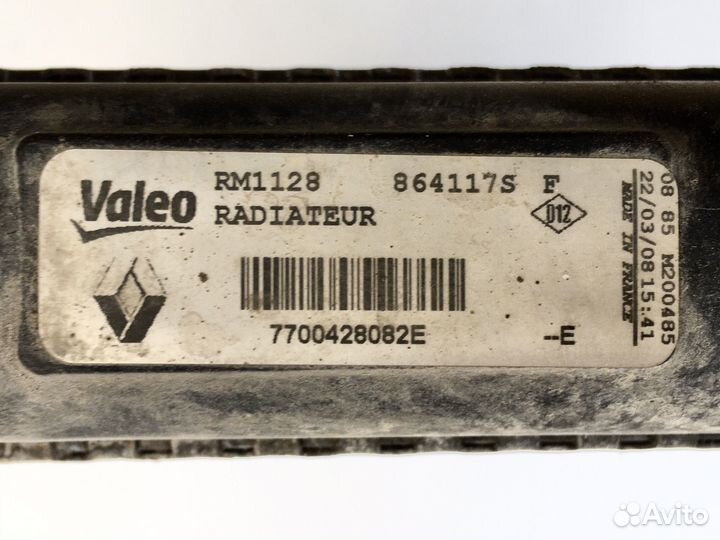 Valeo
RM1128 864117S F
RADIATEUR
D12
7700428082E
--E
08 85 M200485
22/03/08 15:41
MADE IN FRANCE
Avito